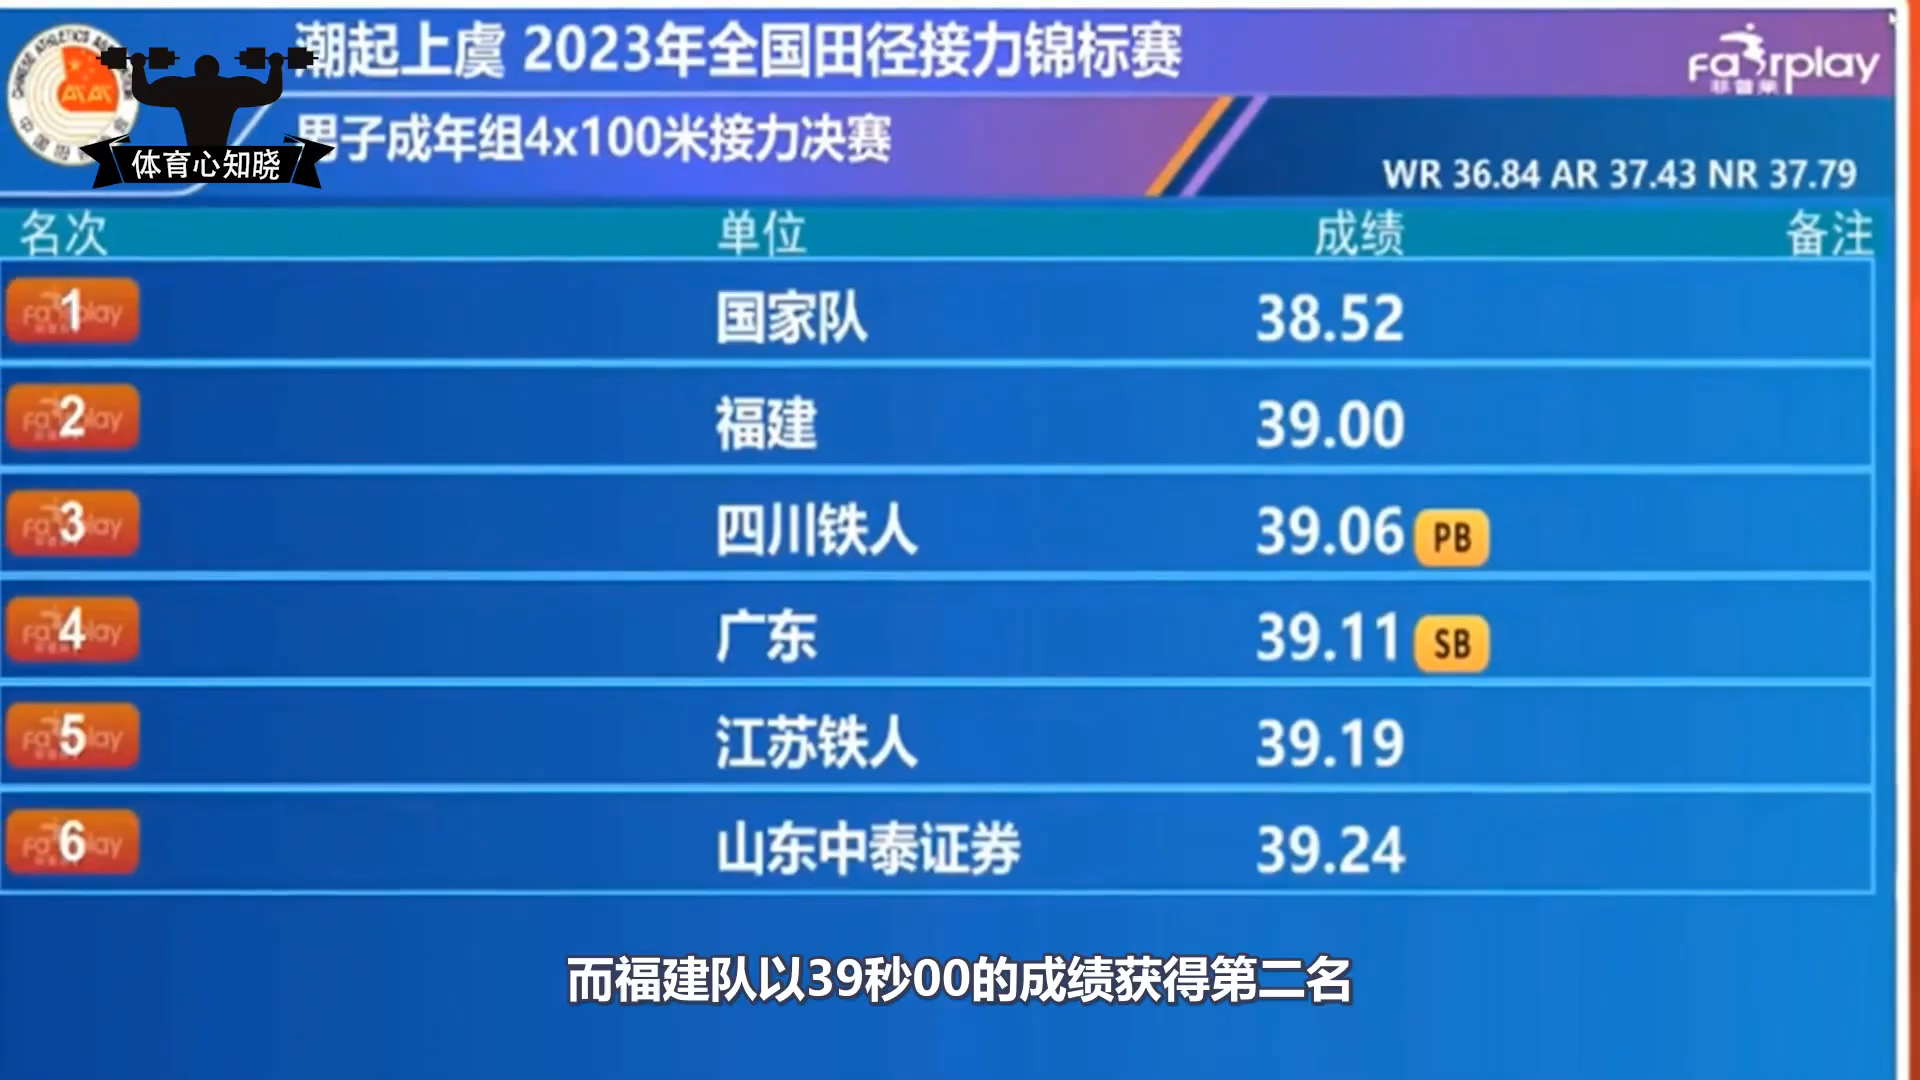 潮起上虞 2023年全国田径接力锦标赛
fairplay
菲普莱
体育心知晓
男子成年组4x100米接力决赛
WR 36.84 AR 37.43 NR 37.79
名次 单位 成绩 备注
1 国家队 38.52
2 福建 39.00
3 四川铁人 39.06 PB
4 广东 39.11 SB
5 江苏铁人 39.19
6 山东中泰证券 39.24
而福建队以39秒00的成绩获得第二名